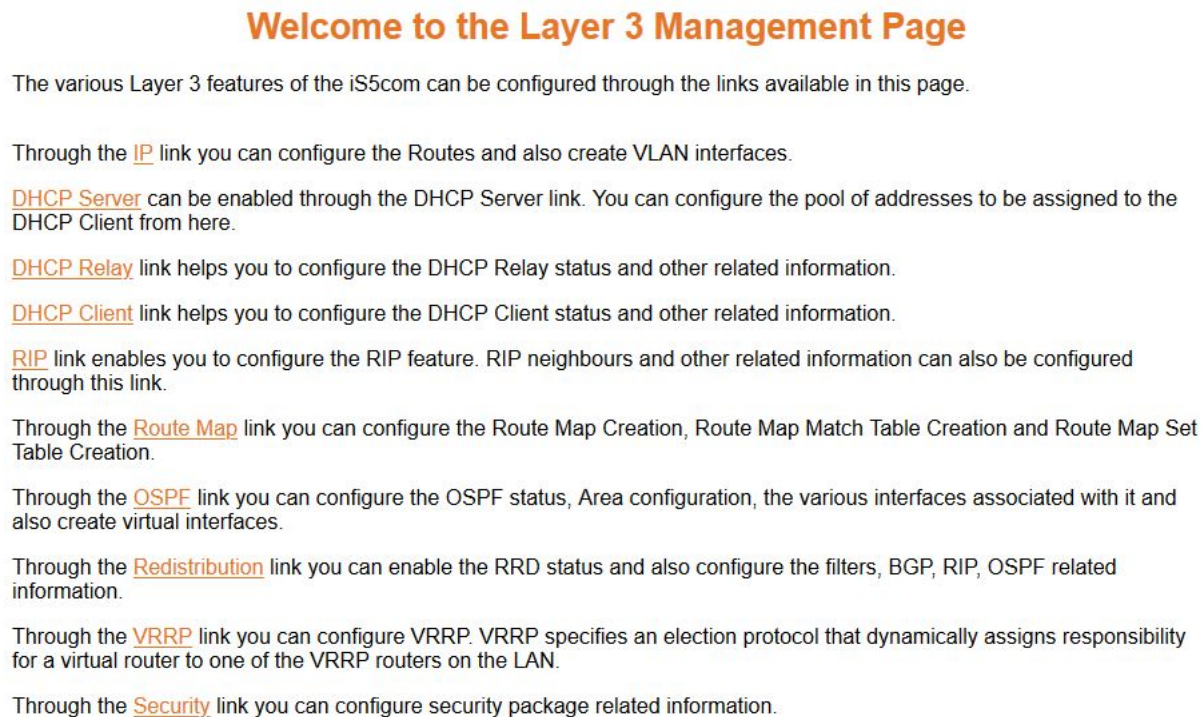 Welcome to the Layer 3 Management Page
The various Layer 3 features of the iS5com can be configured through the links available in this page.
Through the IP link you can configure the Routes and also create VLAN interfaces.
DHCP Server can be enabled through the DHCP Server link. You can configure the pool of addresses to be assigned to the
DHCP Client from here.
DHCP Relay link helps you to configure the DHCP Relay status and other related information.
DHCP Client link helps you to configure the DHCP Client status and other related information.
RIP link enables you to configure the RIP feature. RIP neighbours and other related information can also be configured
through this link.
Through the Route Map link you can configure the Route Map Creation, Route Map Match Table Creation and Route Map Set
Table Creation.
Through the OSPF link you can configure the OSPF status, Area configuration, the various interfaces associated with it and
also create virtual interfaces.
Through the Redistribution link you can enable the RRD status and also configure the filters, BGP, RIP, OSPF related
information.
Through the VRRP link you can configure VRRP. VRRP specifies an election protocol that dynamically assigns responsibility
for a virtual router to one of the VRRP routers on the LAN.
Through the Security link you can configure security package related information.